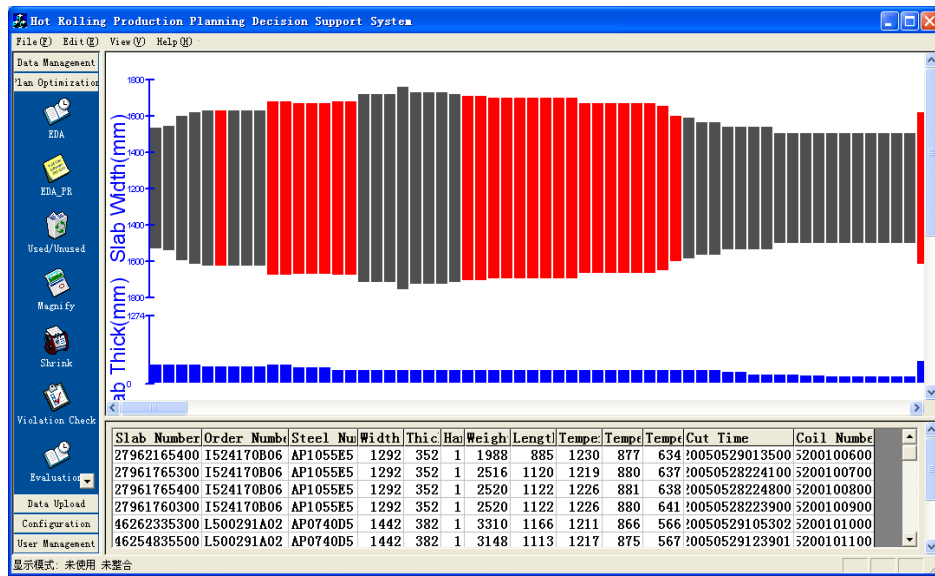 Hot Rolling Production Planning Decision Support System
File(F) Edit(E) View(V) Help(H)
Data Management
Plan Optimization
EDA
EDA_PR
Used/Unused
Magnify
Shrink
Violation Check
Evaluation
Data Upload
Configuration
User Management
Slab Width(mm)
1800
1600
1400
1200
1400
1600
1800
ab Thick(mm)
1274
0
Slab Number Order Numbe Steel Nu Width Thic Ha Weigh Lengt Tempe Tempe Tempe Cut Time Coil Numbe
27962165400 I524170B06 AP1055E5 1292 352 1 1988 885 1230 877 634 20050529013500 5200100600
27961765300 I524170B06 AP1055E5 1292 352 1 2516 1120 1219 880 637 20050528224100 5200100700
27961765400 I524170B06 AP1055E5 1292 352 1 2520 1122 1226 881 638 20050528224800 5200100800
27961760300 I524170B06 AP1055E5 1292 352 1 2520 1122 1226 880 641 20050528223900 5200100900
46262335300 L500291A02 AP0740D5 1442 382 1 3310 1166 1211 866 566 20050529105302 5200101000
46254835500 L500291A02 AP0740D5 1442 382 1 3148 1113 1217 875 567 20050529123901 5200101100
显示模式: 未使用 未整合